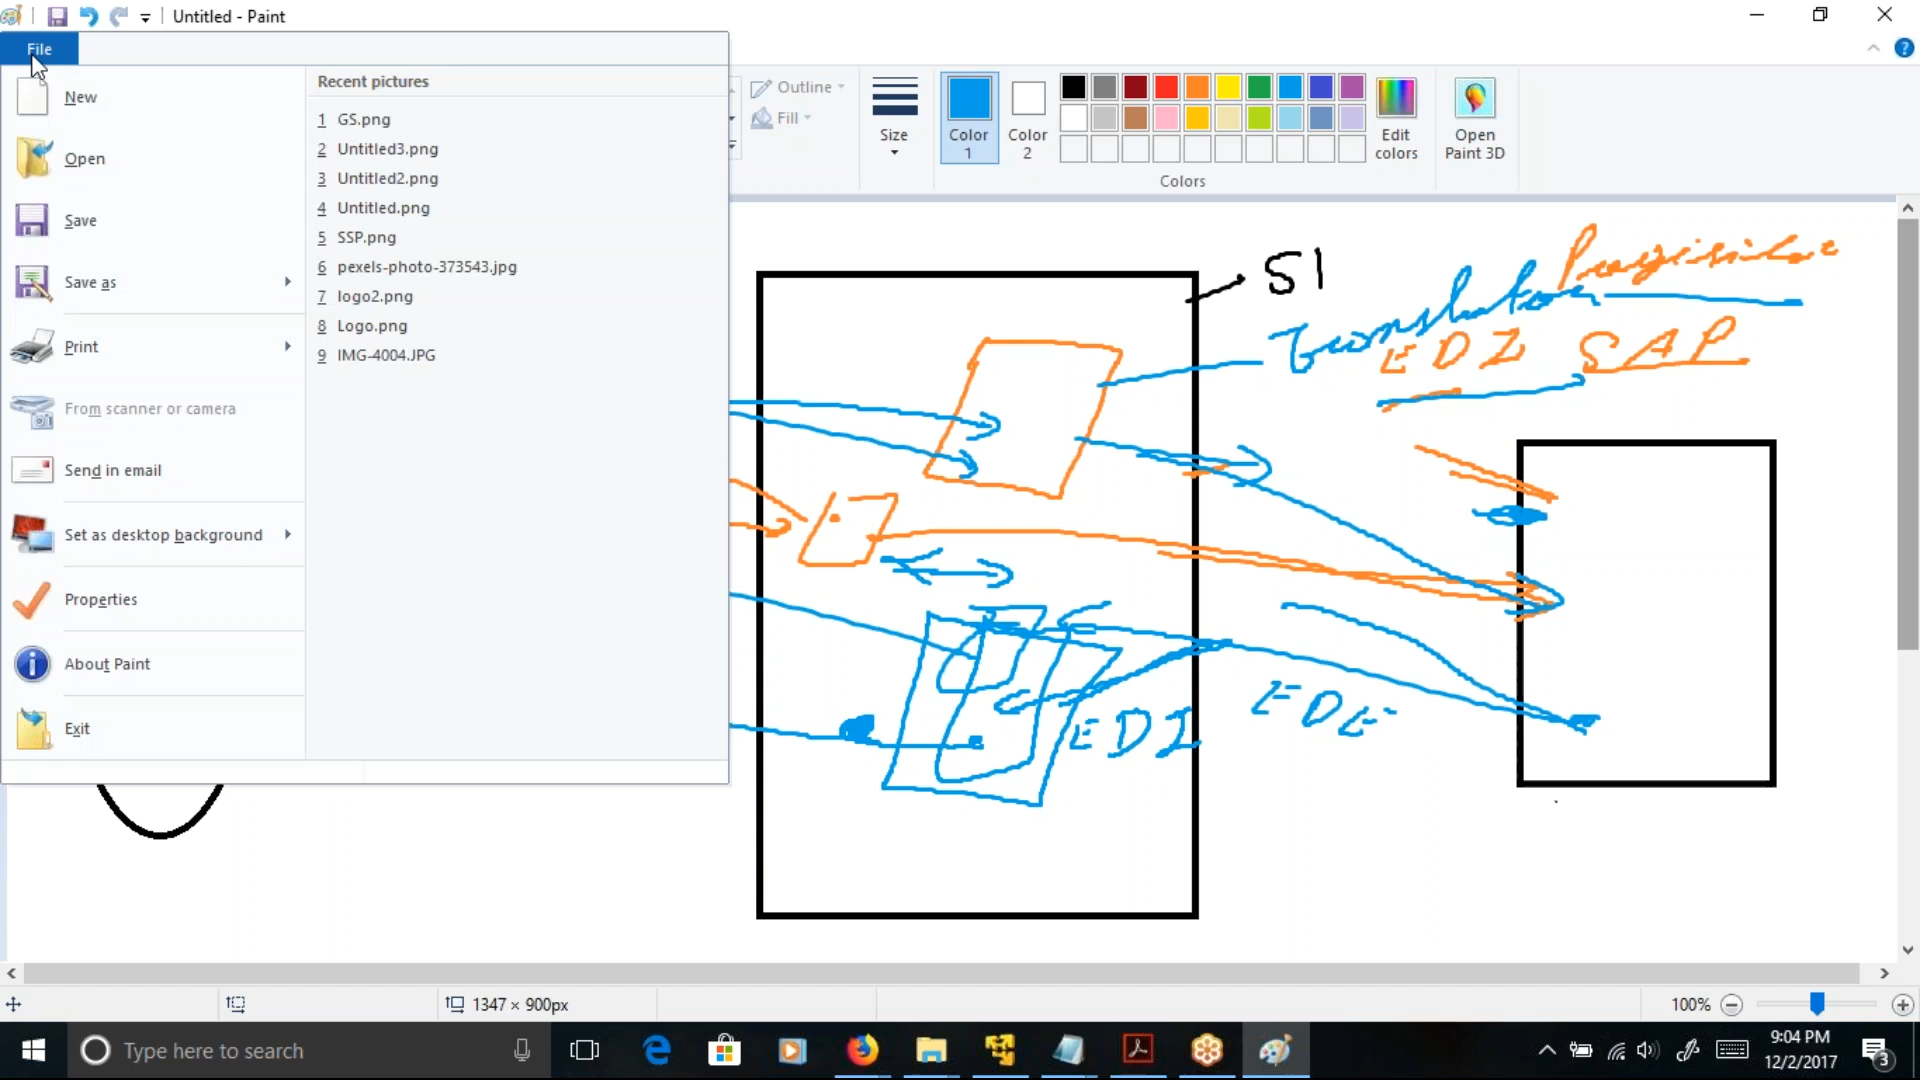 Untitled - Paint
File
New
Open
Save
Save as
Print
From scanner or camera
Send in email
Set as desktop background
Properties
About Paint
Exit
Recent pictures
1 GS.png
2 Untitled3.png
3 Untitled2.png
4 Untitled.png
5 SSP.png
6 pexels-photo-373543.jpg
7 logo2.png
8 Logo.png
9 IMG-4004.JPG
Outline
Fill
Size
Color 1
Color 2
Edit colors
Open Paint 3D
Colors
SI
Translation
EDI SAP
EDI
EDE
1347 × 900px
100%
Type here to search
9:04 PM
12/2/2017
3